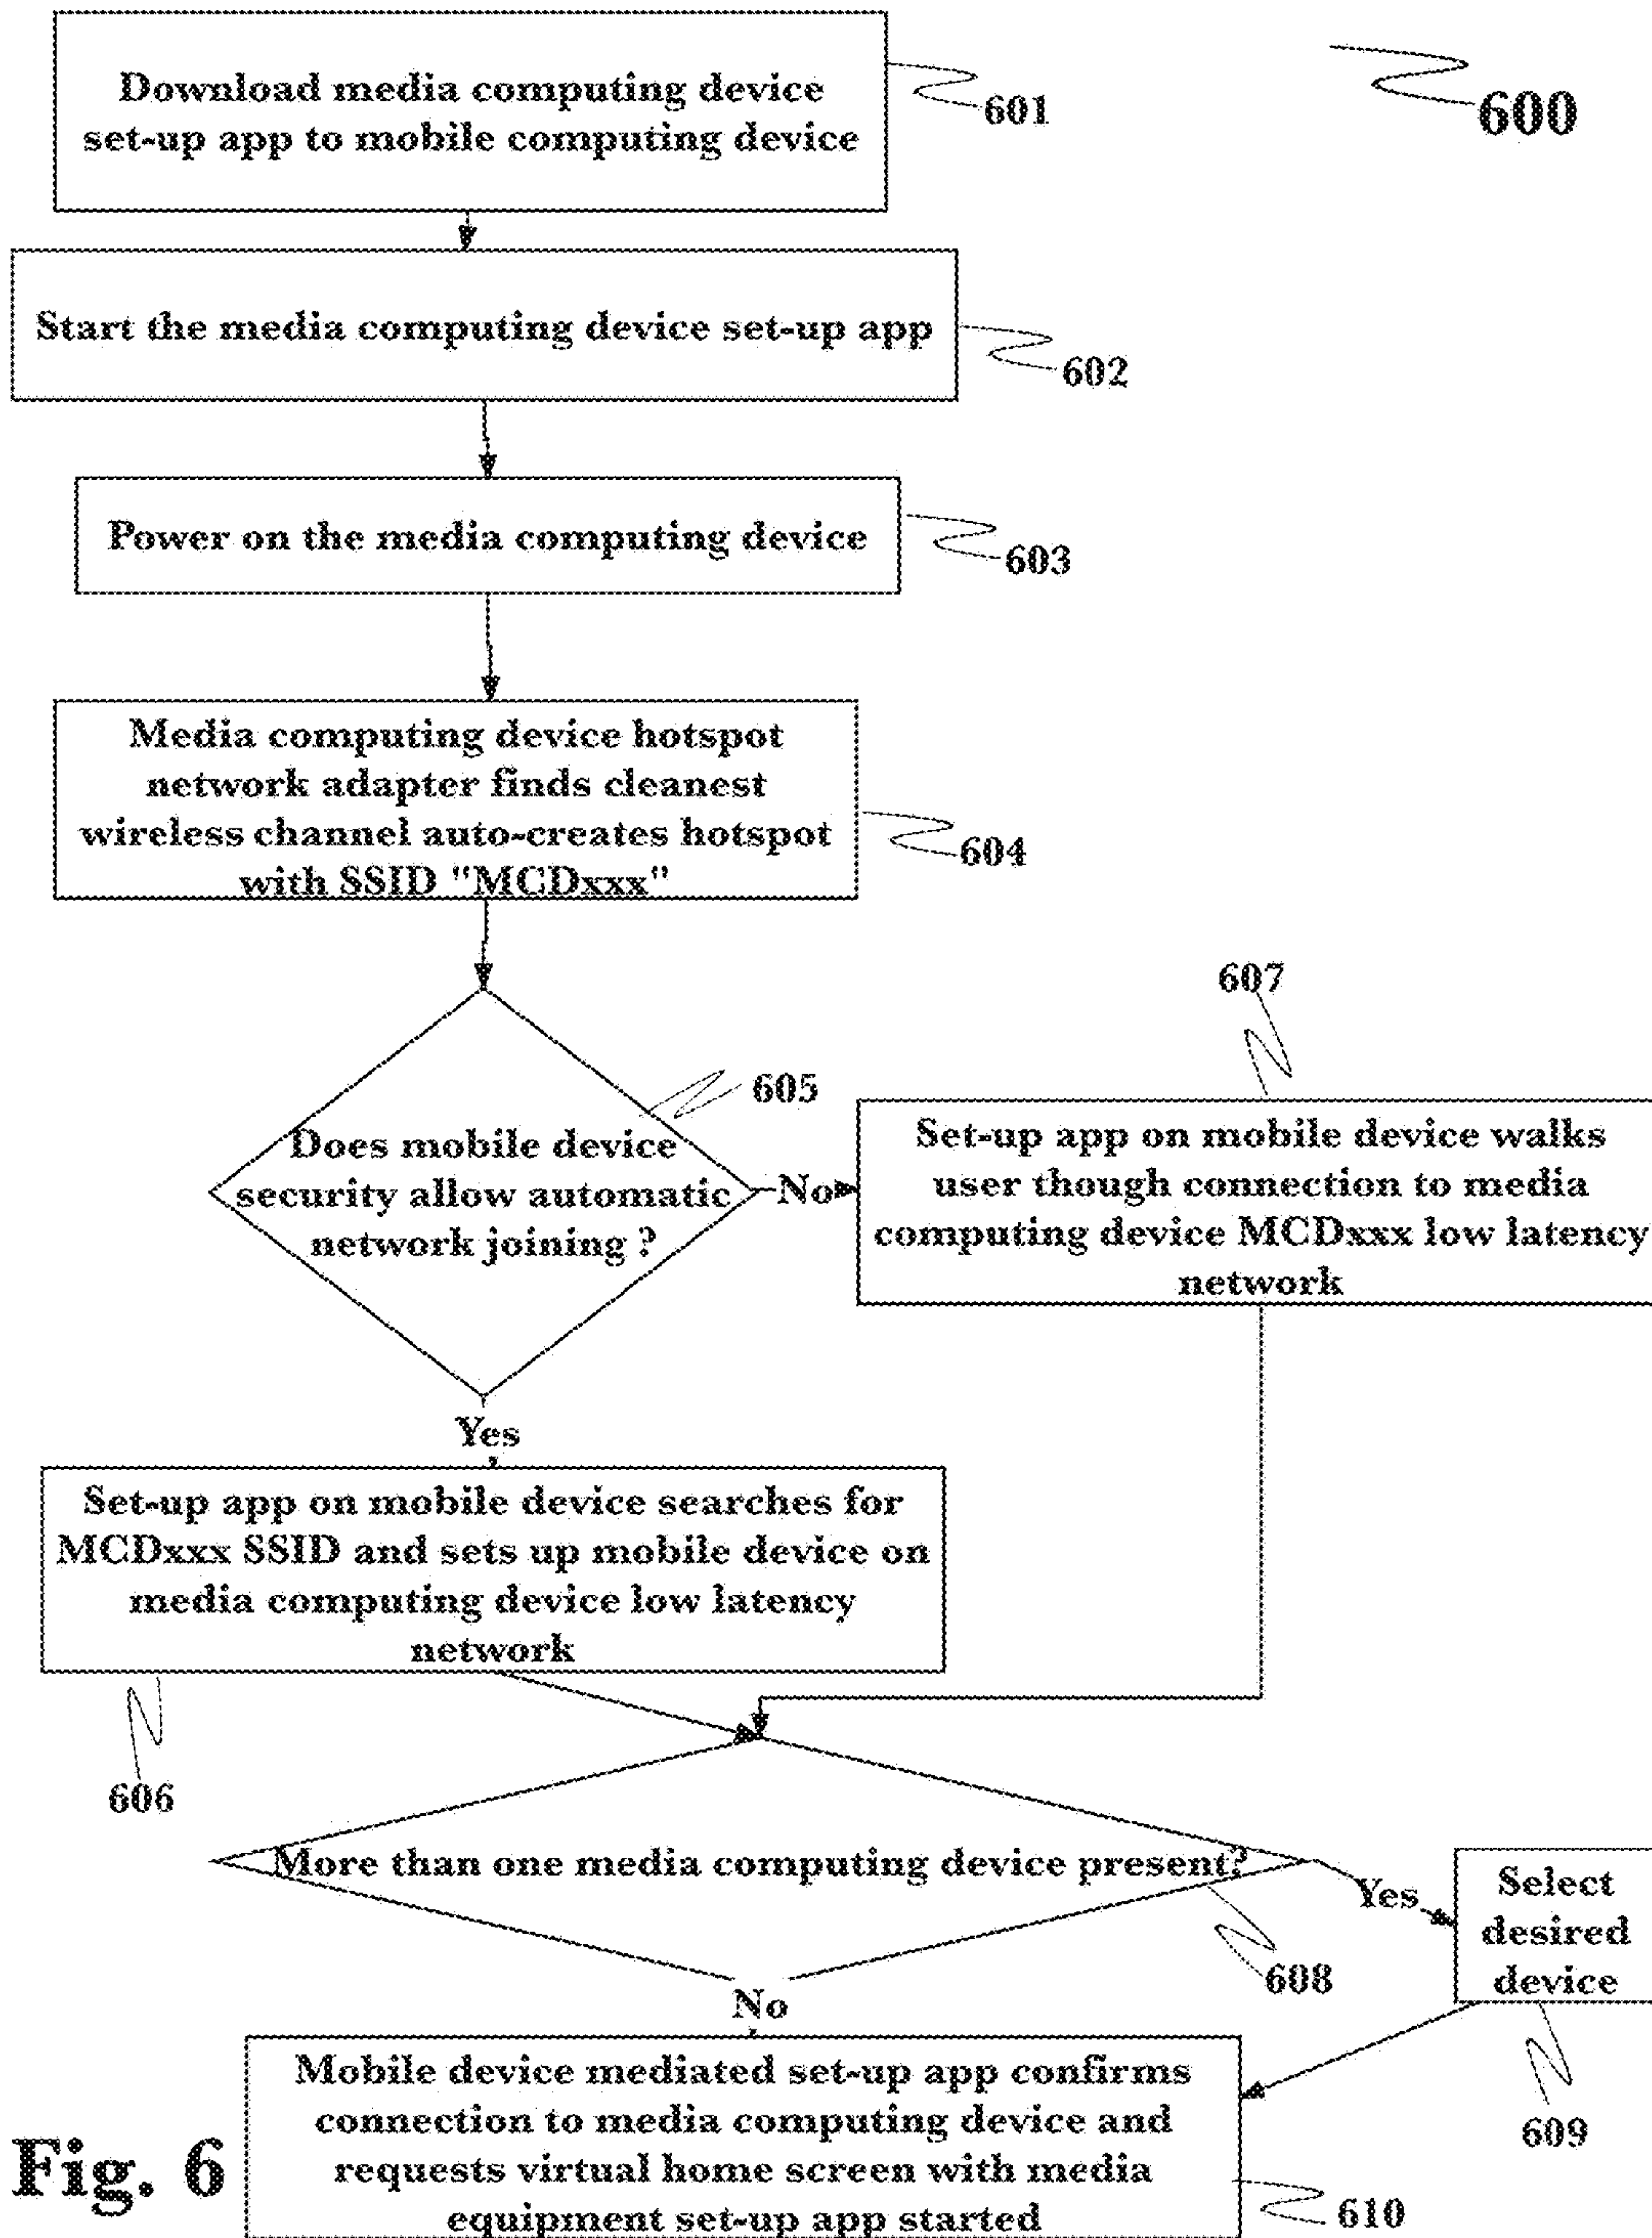 Download media computing device
set-up app to mobile computing device
601
600
Start the media computing device set-up app
602
Power on the media computing device
603
Media computing device hotspot
network adapter finds cleanest
wireless channel auto-creates hotspot
with SSID "MCDxxx"
604
607
605
Does mobile device
security allow automatic
network joining ?
No
Set-up app on mobile device walks
user though connection to media
computing device MCDxxx low latency
network
Yes
Set-up app on mobile device searches for
MCDxxx SSID and sets up mobile device on
media computing device low latency
network
606
More than one media computing device present?
608
Yes
Select
desired
device
609
No
Mobile device mediated set-up app confirms
connection to media computing device and
requests virtual home screen with media
equipment set-up app started
610
Fig. 6